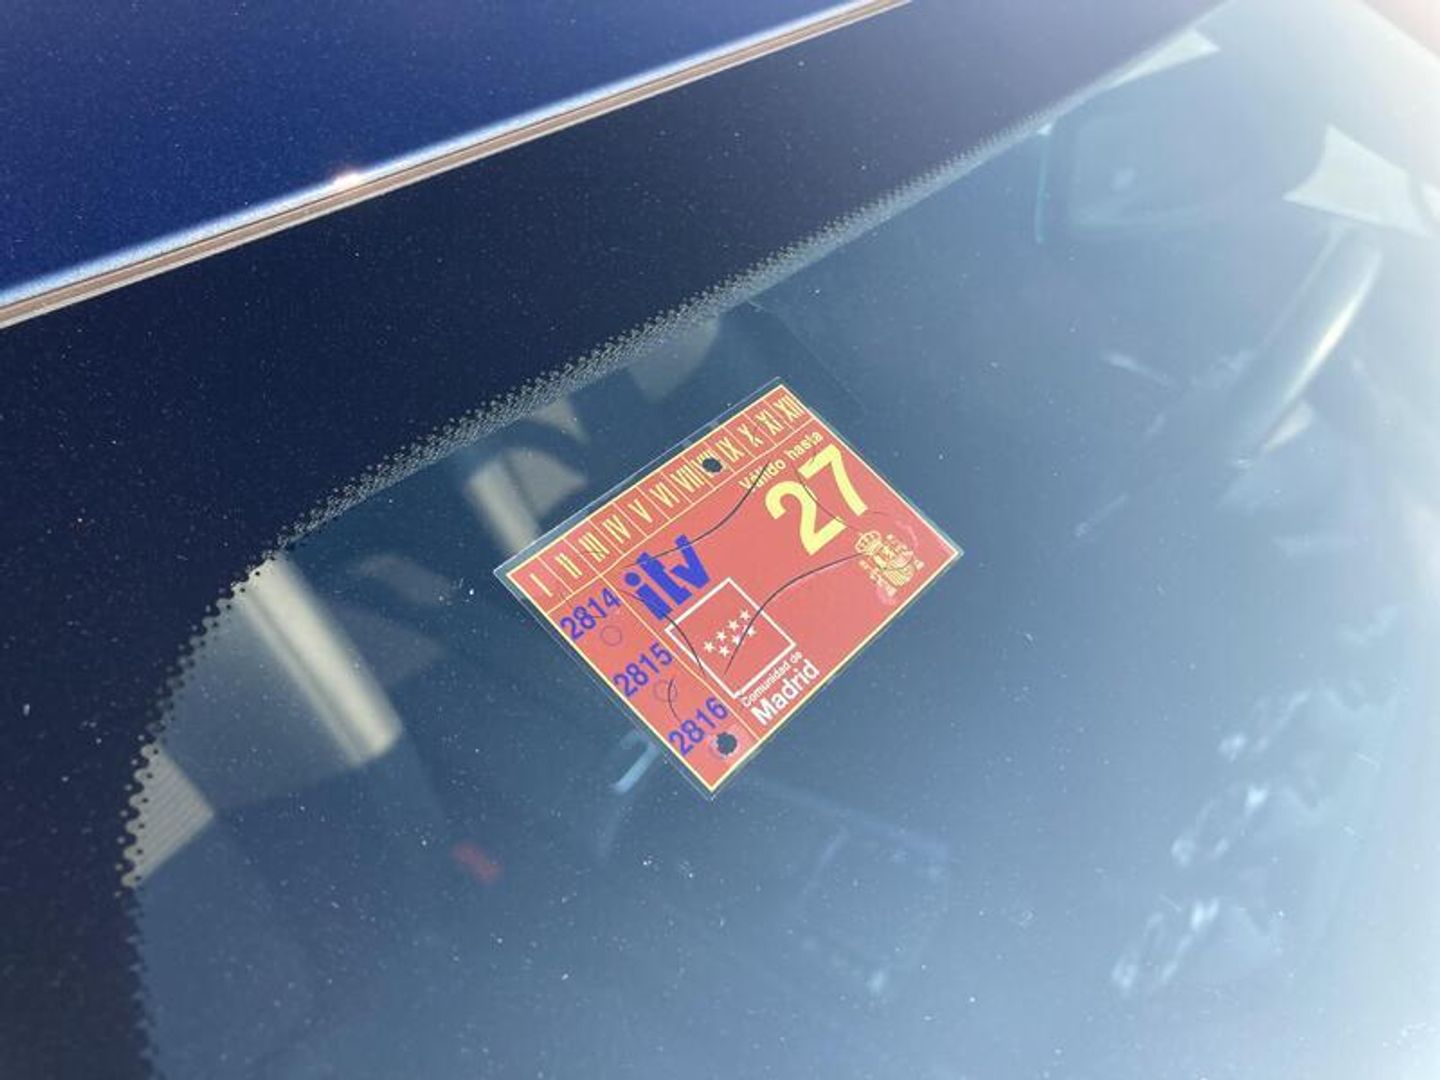 I II III IV V VI VII VIII IX X XI XII
Válido hasta
27
itv
2814
2815
2816
Comunidad de
Madrid